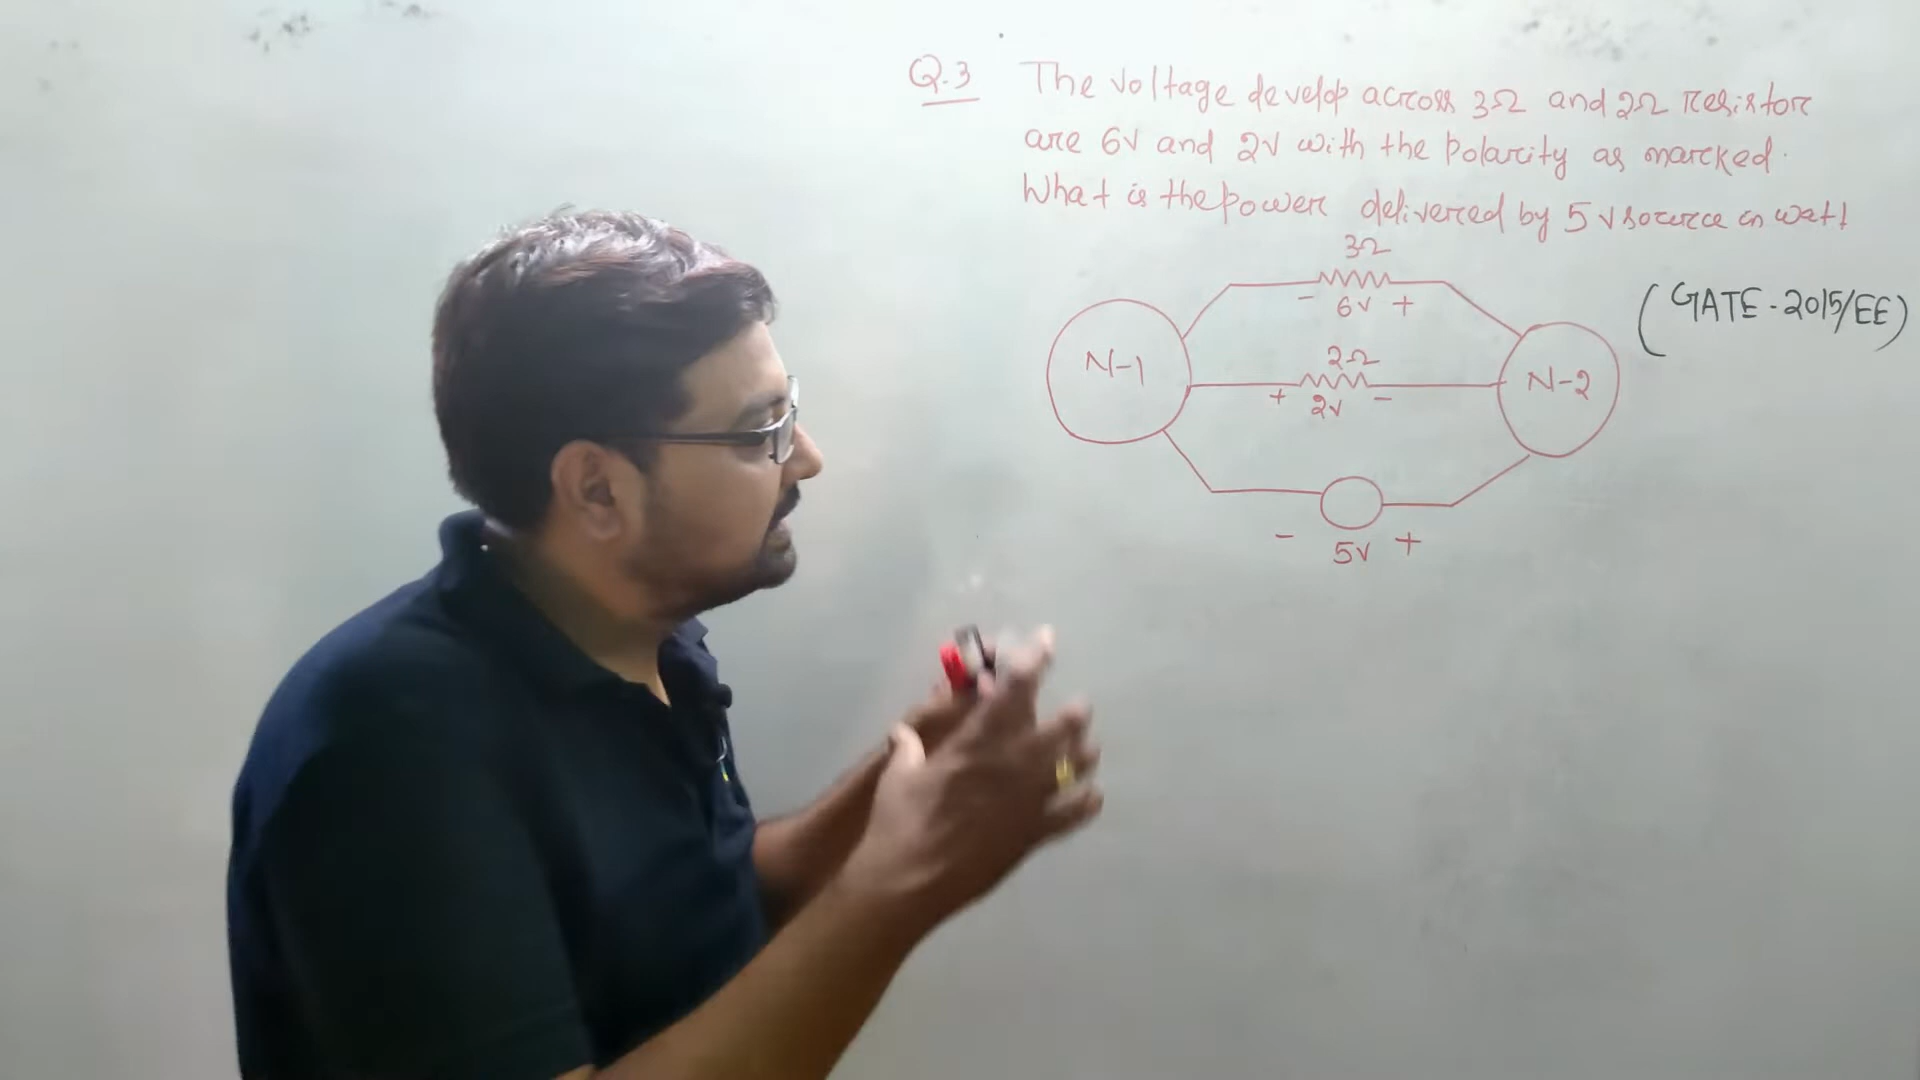 Q.3 The voltage develop across 3Ω and 2Ω resistor
are 6V and 2V with the polarity as marcked.
What is the power delivered by 5V source in watt
3Ω
- 6V +
(GATE-2015/EE)
N-1
2Ω
N-2
+ 2V -
- 5V +